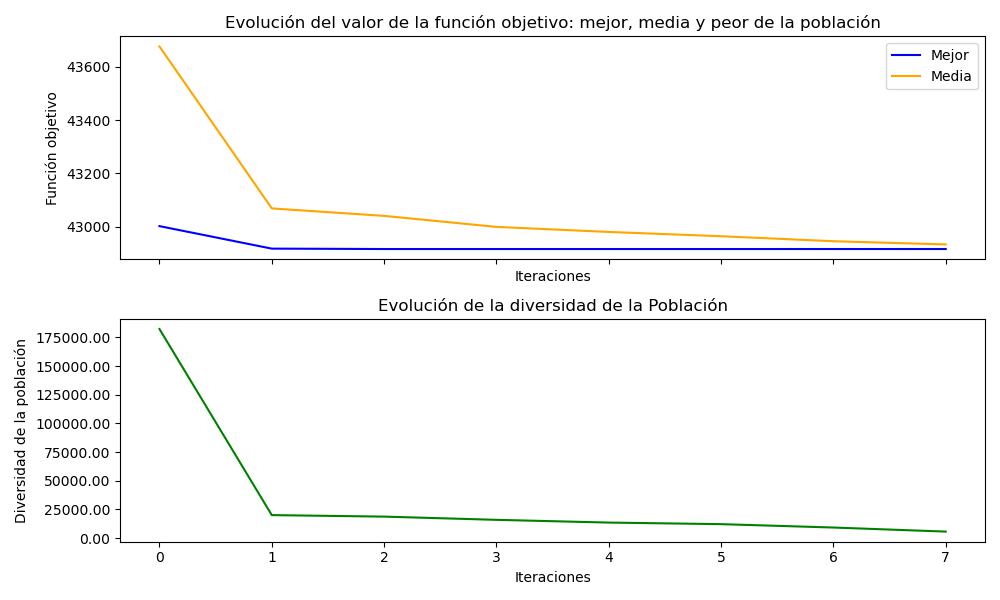 Evolución del valor de la función objetivo: mejor, media y peor de la población
Función objetivo
43600
43400
43200
43000
Mejor
Media
Iteraciones
Evolución de la diversidad de la Población
Diversidad de la población
175000.00
150000.00
125000.00
100000.00
75000.00
50000.00
25000.00
0.00
0 1 2 3 4 5 6 7
Iteraciones